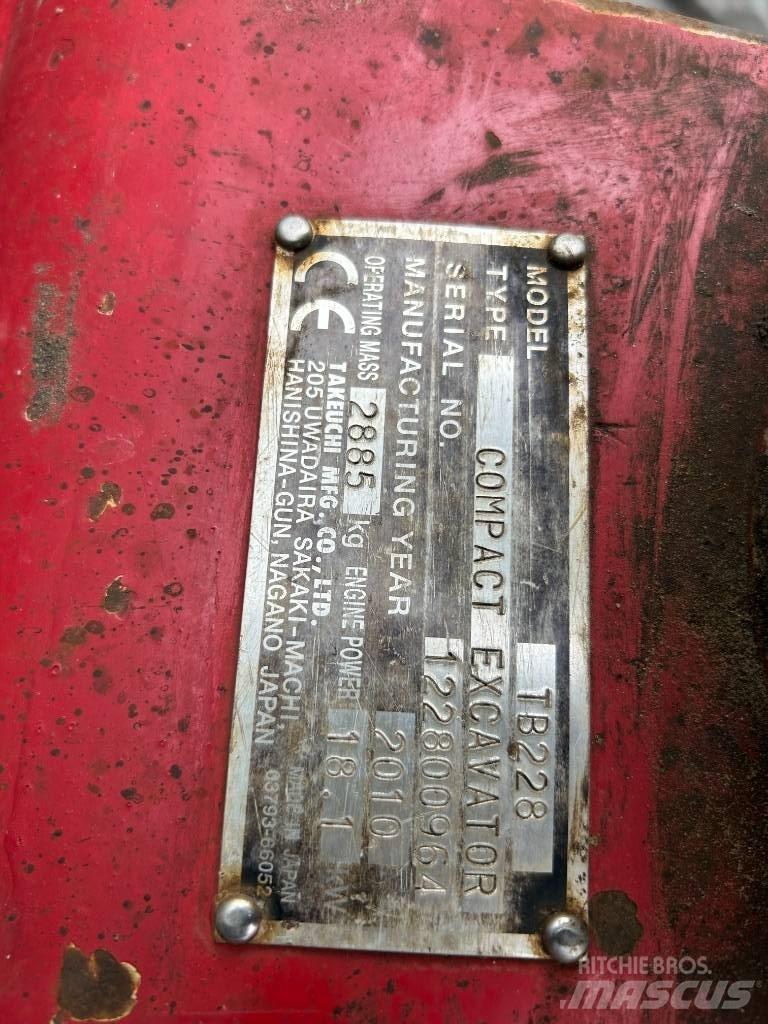 MODEL TB228
TYPE COMPACT EXCAVATOR
SERIAL NO. 122800964
MANUFACTURING YEAR 2010
OPERATING MASS 2885 kg ENGINE POWER 18.1 kW
CE TAKEUCHI MFG. CO., LTD.
205 UWADAIRA SAKAKI-MACHI MADE IN JAPAN
HANISHINA-GUN, NAGANO JAPAN 03793-66052
RITCHIE BROS.
MASCUS